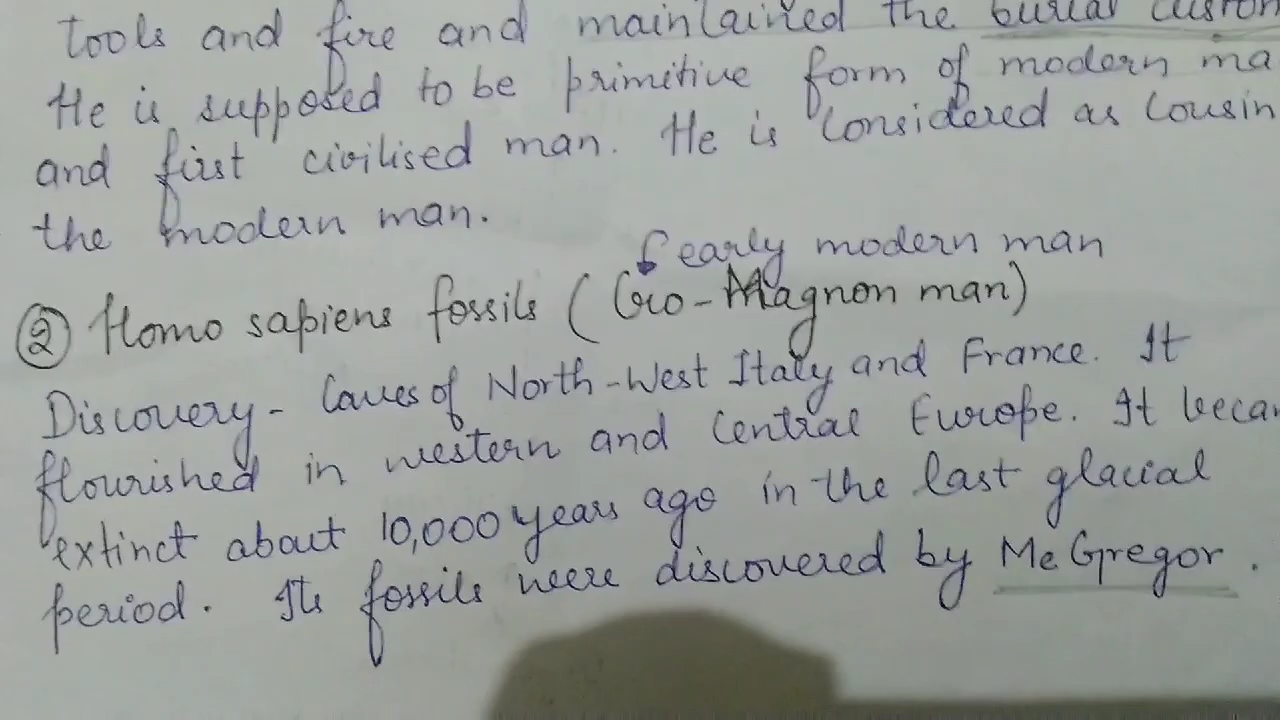 tools and fire and maintained the burial custom
He is supposed to be primitive form of modern ma
and first civilised man. He is considered as cousin
the modern man.
early modern man
② Homo sapiens fossils (Cro-Magnon man)
Discovery - Caves of North-West Italy and France. It
flourished in western and central Europe. It becam
extinct about 10,000 years ago in the last glacial
period. Its fossils were discovered by McGregor.